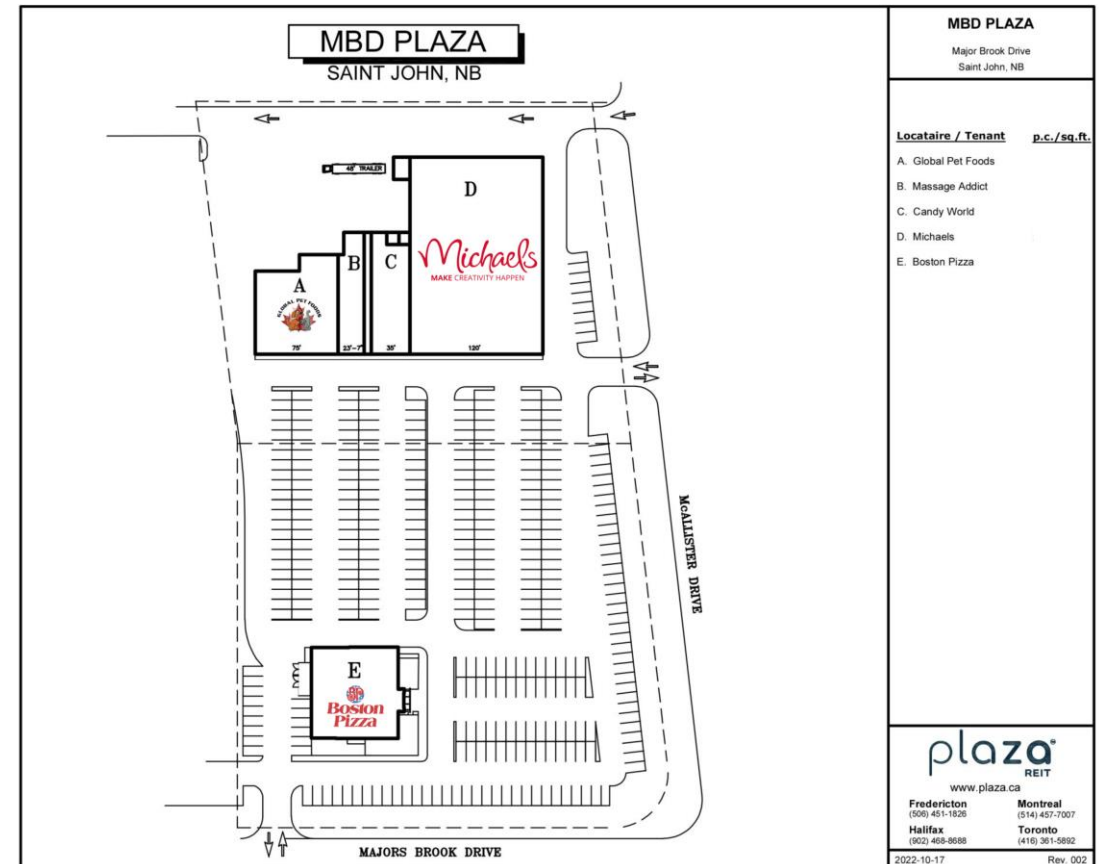 MBD PLAZA
SAINT JOHN, NB
48' TRAILER
D
Michaels
MAKE CREATIVITY HAPPEN
B
C
A
GLOBAL PET FOODS
75'
23'-7"
35'
120'
McALLISTER DRIVE
E
BP
Boston
Pizza
MAJORS BROOK DRIVE
MBD PLAZA
Major Brook Drive
Saint John, NB
Locataire / Tenant p.c./sq.ft.
A. Global Pet Foods
B. Massage Addict
C. Candy World
D. Michaels
E. Boston Pizza
plaza
REIT
www.plaza.ca
Fredericton Montreal
(506) 451-1826 (514) 457-7007
Halifax Toronto
(902) 468-8688 (416) 361-5892
2022-10-17 Rev. 002